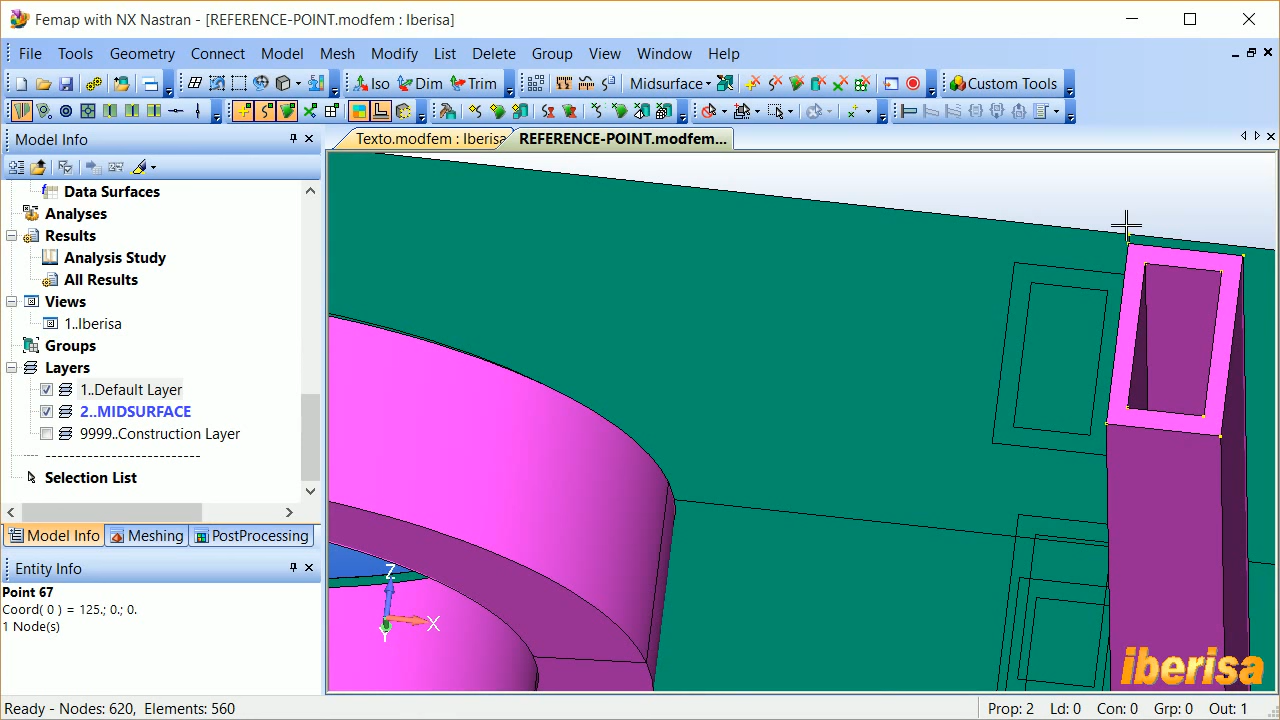 Femap with NX Nastran - [REFERENCE-POINT.modfem : Iberisa]
File Tools Geometry Connect Model Mesh Modify List Delete Group View Window Help
Iso Dim Trim Midsurface Custom Tools
Model Info
Texto.modfem : Iberisa REFERENCE-POINT.modfem...
Data Surfaces
Analyses
Results
Analysis Study
All Results
Views
1..Iberisa
Groups
Layers
1..Default Layer
2..MIDSURFACE
9999..Construction Layer
--------------------------
Selection List
Model Info Meshing PostProcessing
Entity Info
Point 67
Coord( 0 ) = 125.; 0.; 0.
1 Node(s)
Z
X
Y
iberisa
Ready - Nodes: 620, Elements: 560 Prop: 2 Ld: 0 Con: 0 Grp: 0 Out: 1